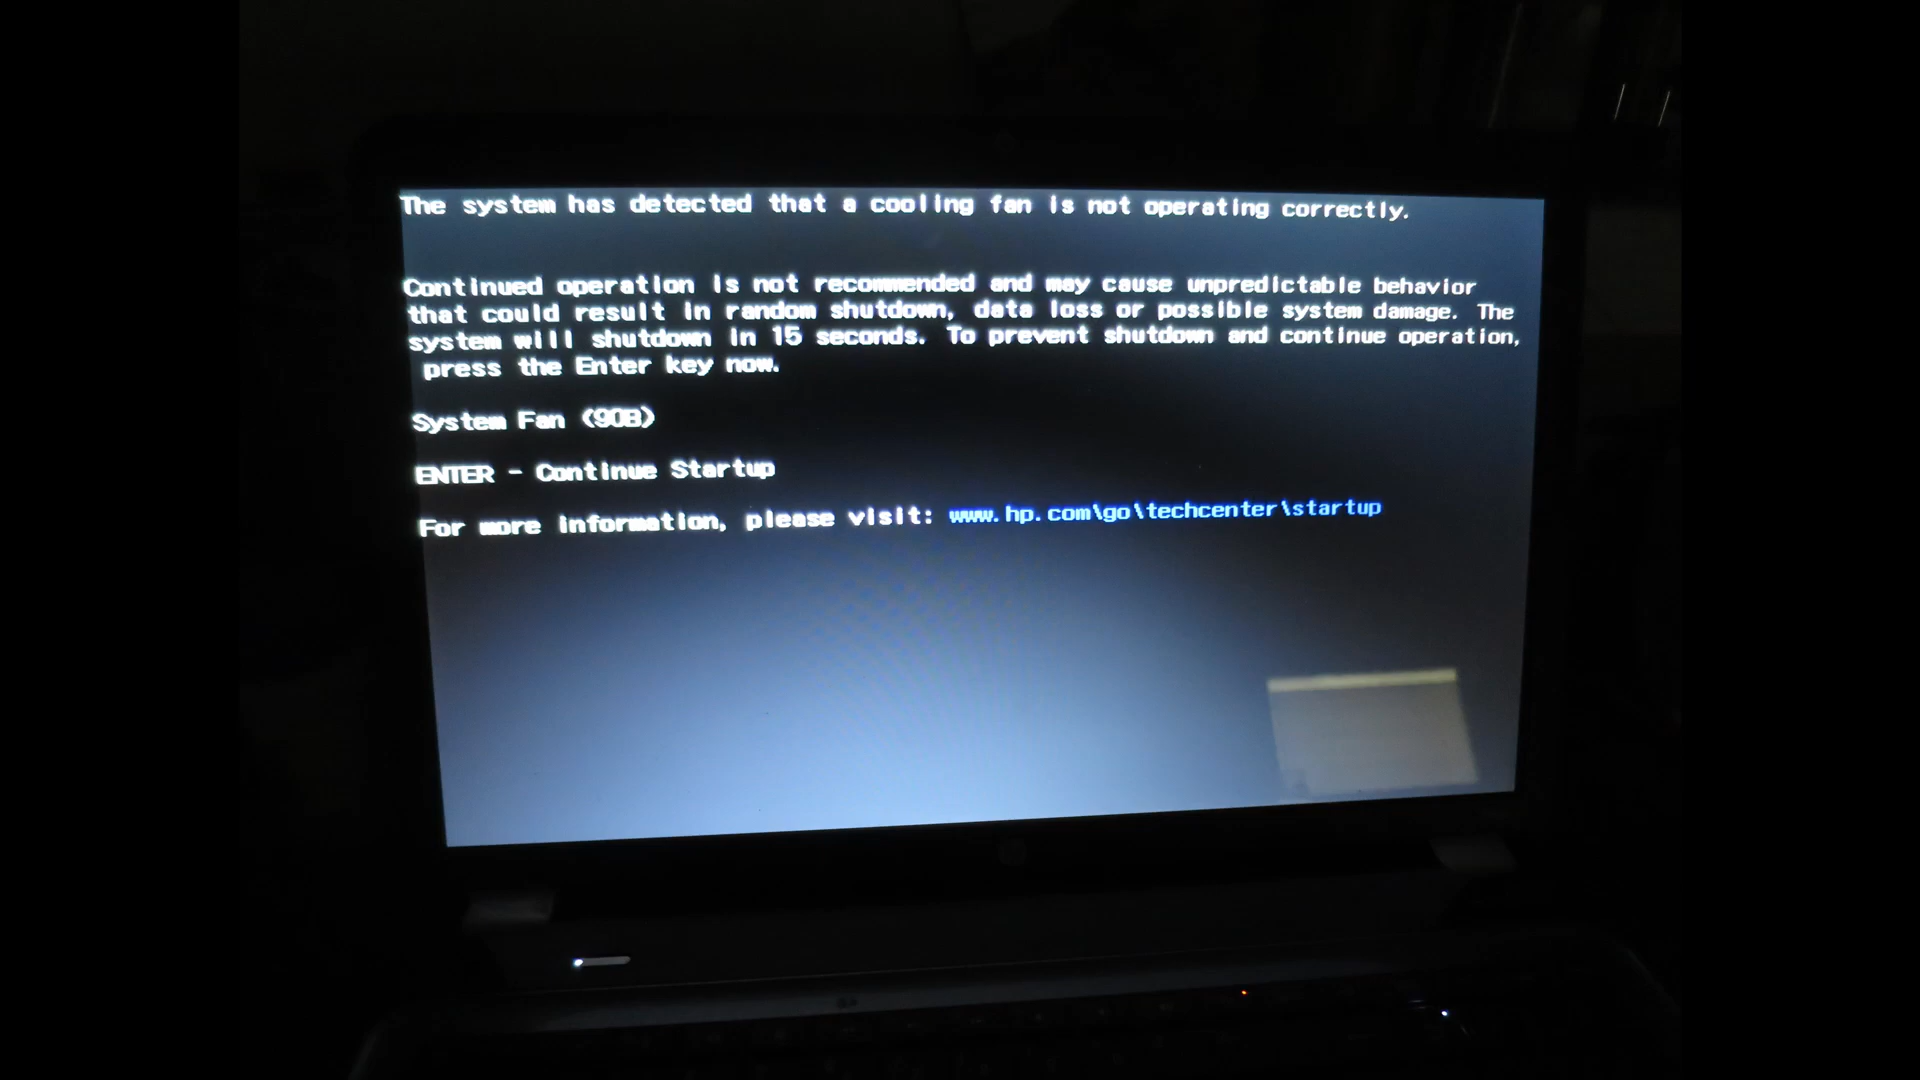 The system has detected that a cooling fan is not operating correctly.
Continued operation is not recommended and may cause unpredictable behavior
that could result in random shutdown, data loss or possible system damage. The
system will shutdown in 15 seconds. To prevent shutdown and continue operation,
press the Enter key now.
System Fan (90B)
ENTER - Continue Startup
For more information, please visit: www.hp.com\go\techcenter\startup